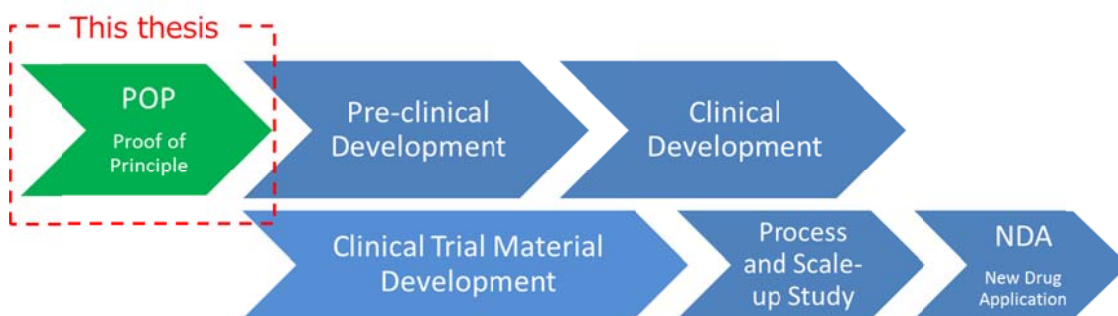 This thesis
POP
Proof of
Principle
Pre-clinical
Development
Clinical
Development
Clinical Trial Material
Development
Process
and Scale-
up Study
NDA
New Drug
Application